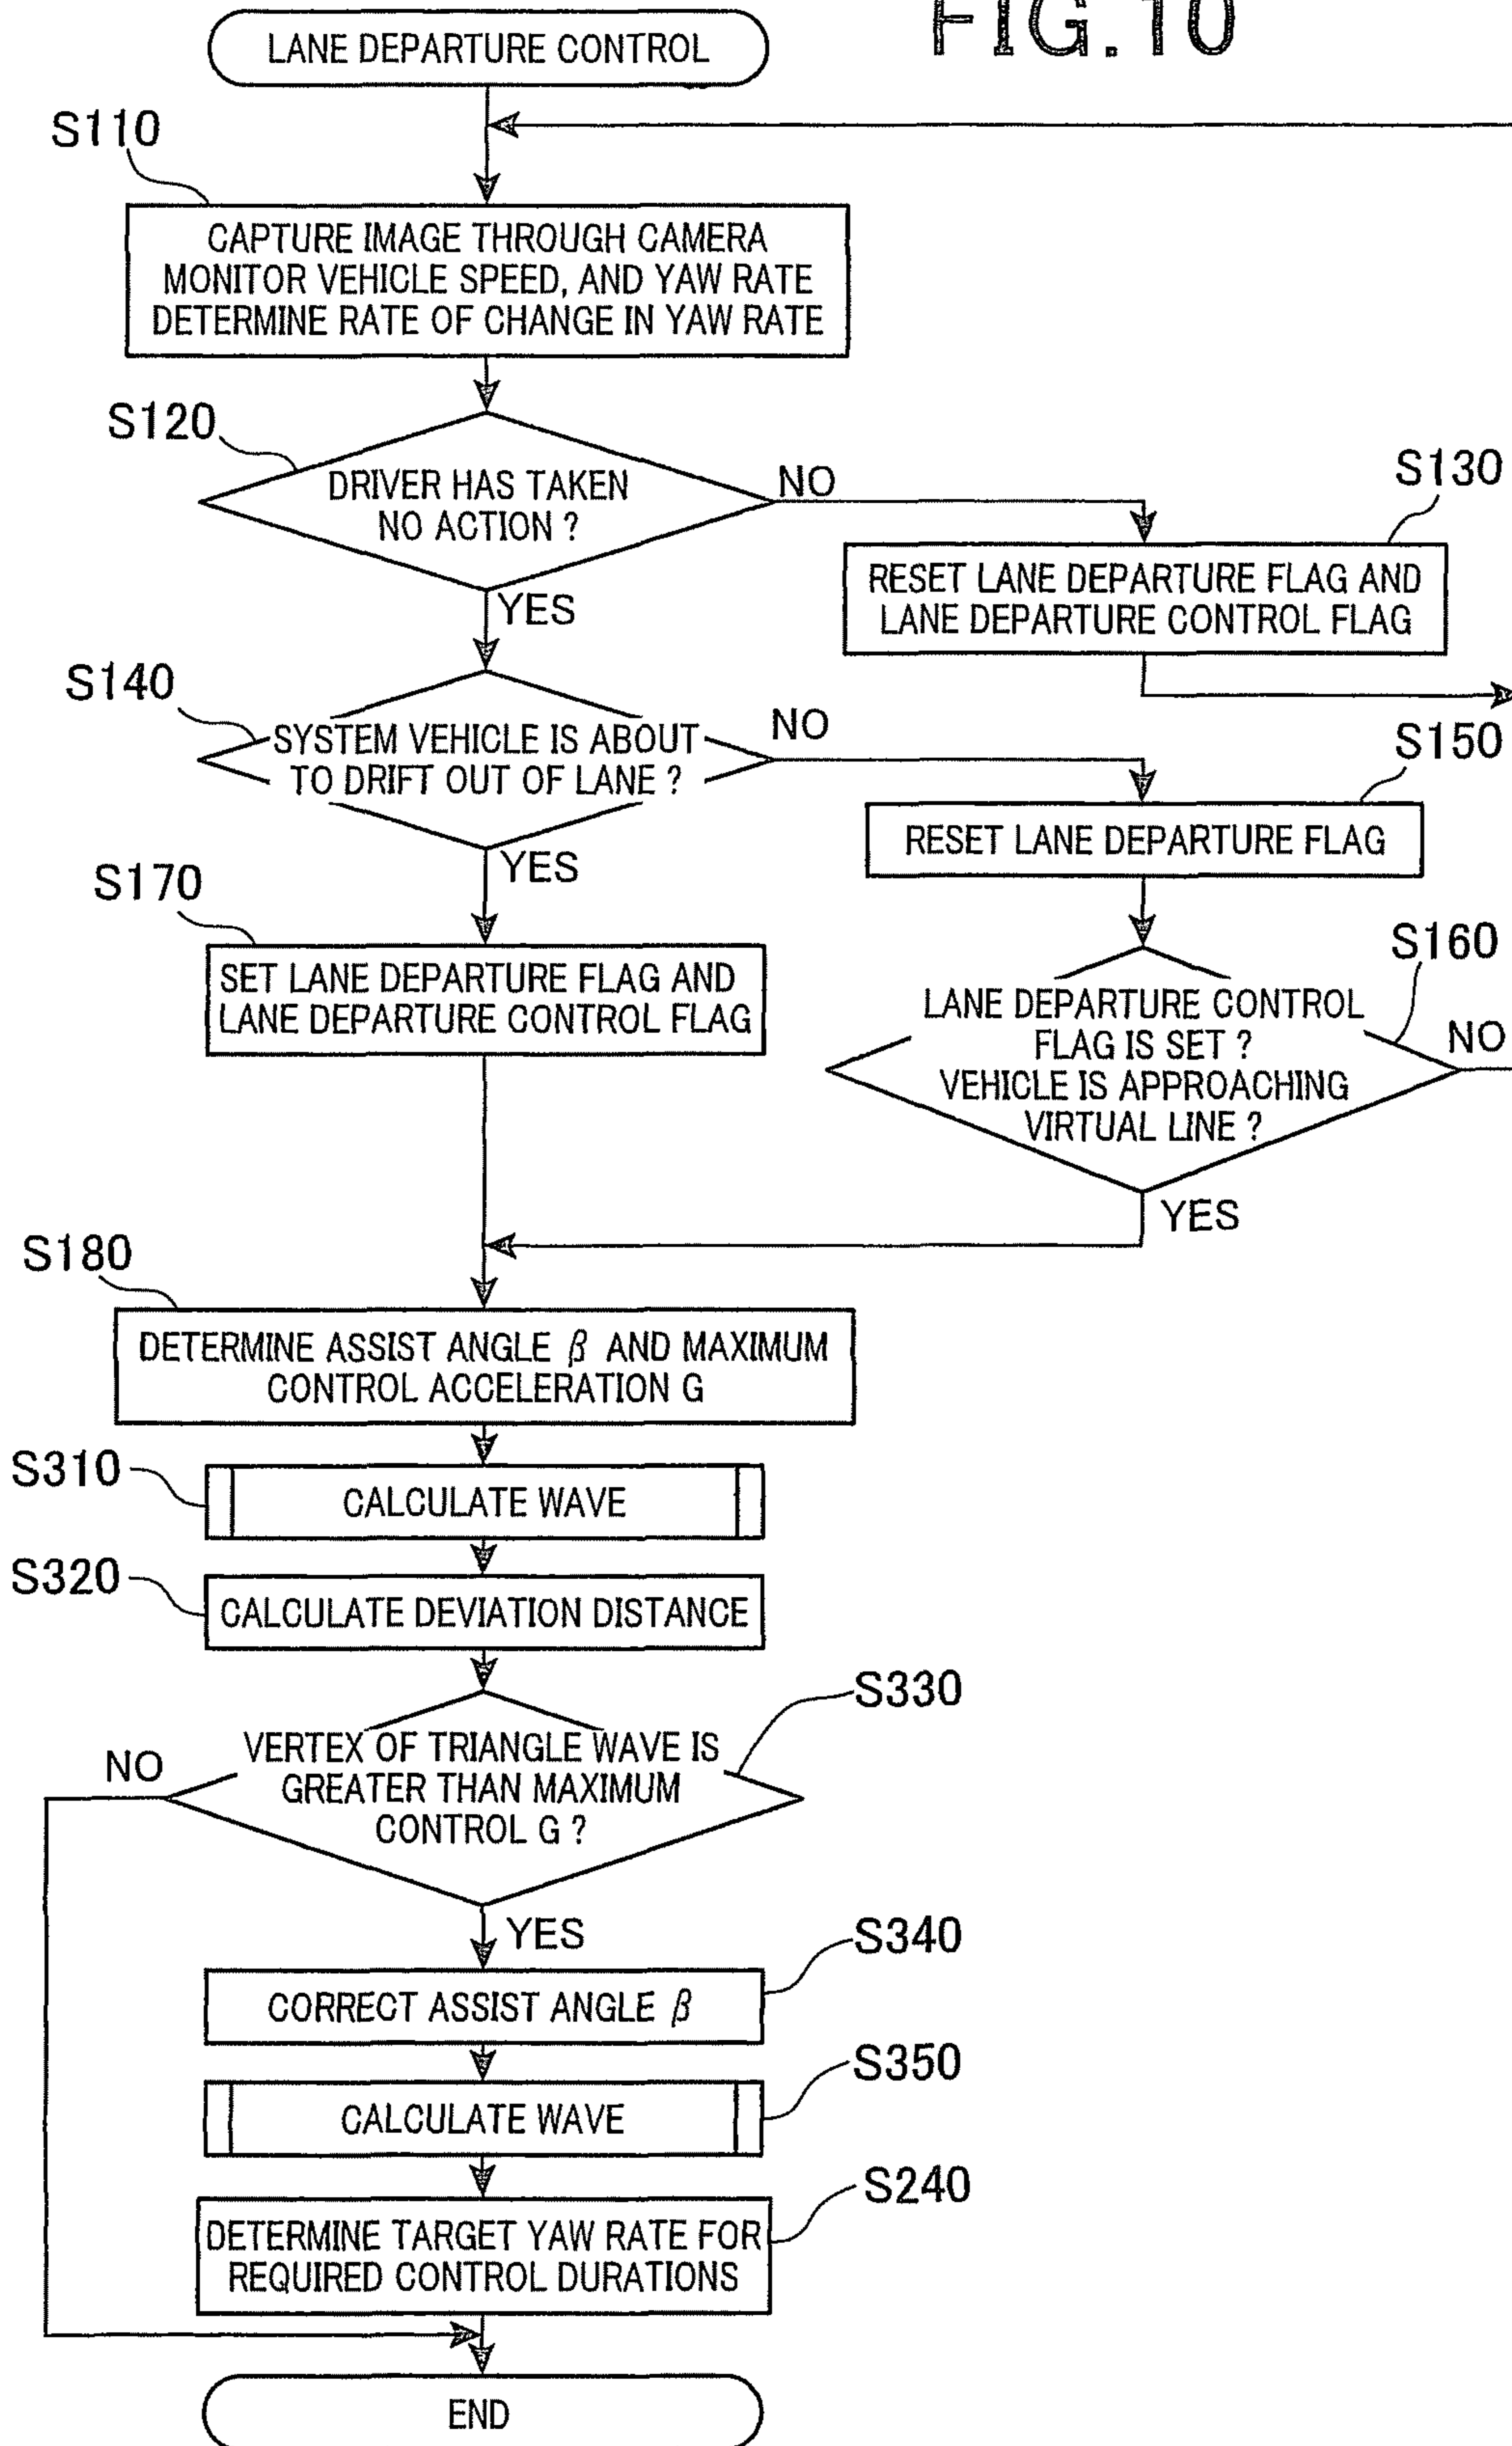 FIG.10
LANE DEPARTURE CONTROL
S110
CAPTURE IMAGE THROUGH CAMERA
MONITOR VEHICLE SPEED, AND YAW RATE
DETERMINE RATE OF CHANGE IN YAW RATE
S120
DRIVER HAS TAKEN
NO ACTION ?
NO
YES
S130
RESET LANE DEPARTURE FLAG AND
LANE DEPARTURE CONTROL FLAG
S140
SYSTEM VEHICLE IS ABOUT
TO DRIFT OUT OF LANE ?
NO
YES
S150
RESET LANE DEPARTURE FLAG
S170
SET LANE DEPARTURE FLAG AND
LANE DEPARTURE CONTROL FLAG
S160
LANE DEPARTURE CONTROL
FLAG IS SET ?
VEHICLE IS APPROACHING
VIRTUAL LINE ?
NO
YES
S180
DETERMINE ASSIST ANGLE β AND MAXIMUM
CONTROL ACCELERATION G
S310
CALCULATE WAVE
S320
CALCULATE DEVIATION DISTANCE
S330
VERTEX OF TRIANGLE WAVE IS
GREATER THAN MAXIMUM
CONTROL G ?
NO
YES
S340
CORRECT ASSIST ANGLE β
S350
CALCULATE WAVE
S240
DETERMINE TARGET YAW RATE FOR
REQUIRED CONTROL DURATIONS
END